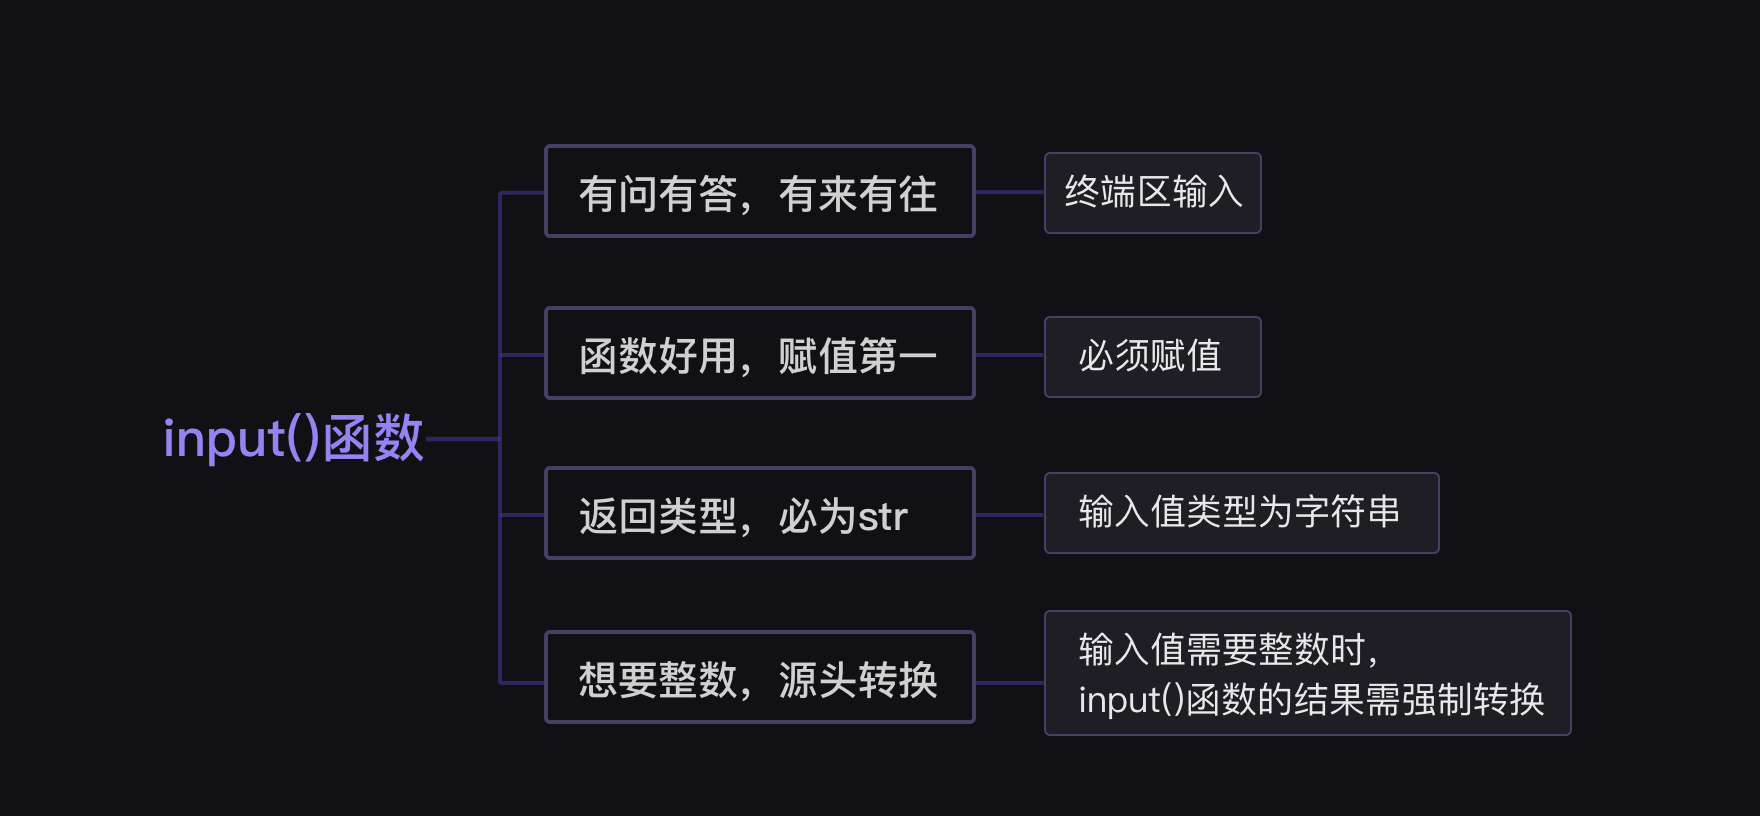 input()函数
有问有答，有来有往
终端区输入
函数好用，赋值第一
必须赋值
返回类型，必为str
输入值类型为字符串
想要整数，源头转换
输入值需要整数时，
input()函数的结果需强制转换